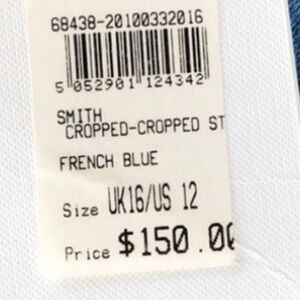 68438-20100332016
5 052901 124342
SMITH
CROPPED-CROPPED ST
FRENCH BLUE
Size UK16/US 12
Price $150.00